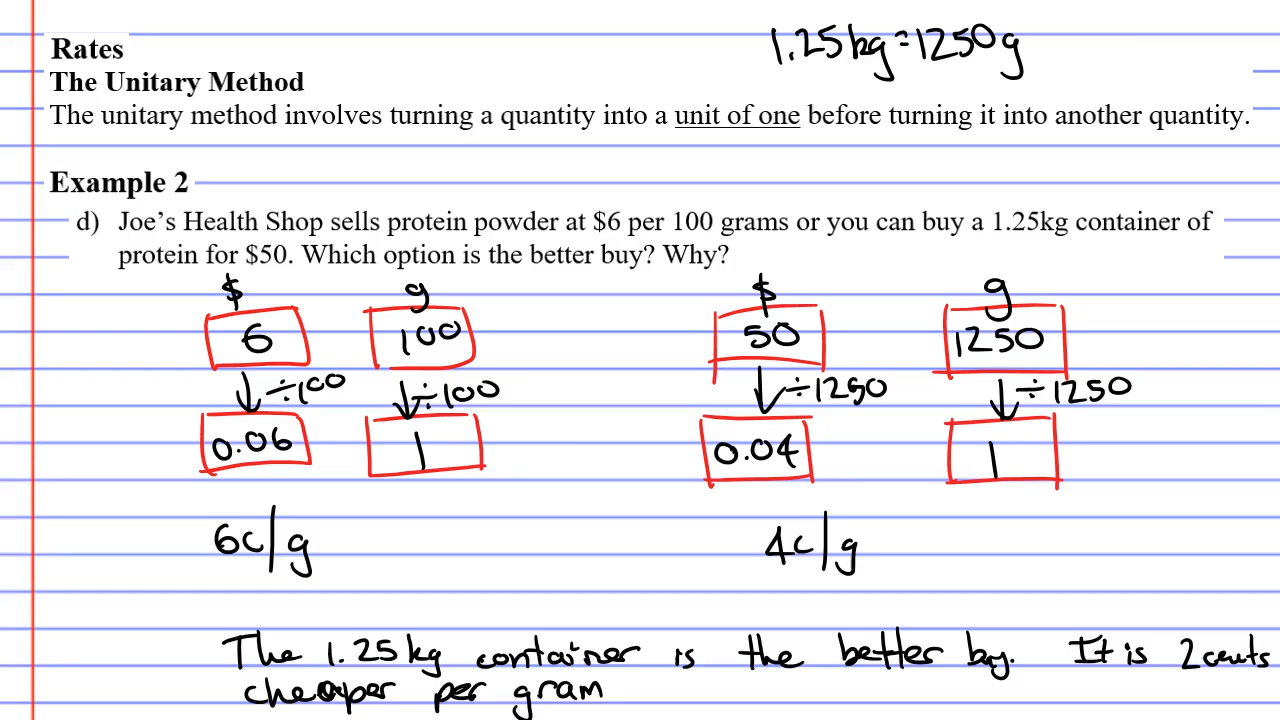 1.25kg=1250g
Rates
The Unitary Method
The unitary method involves turning a quantity into a unit of one before turning it into another quantity.
Example 2
d) Joe's Health Shop sells protein powder at $6 per 100 grams or you can buy a 1.25kg container of
protein for $50. Which option is the better buy? Why?
$ g $ g
6 100 50 1250
÷100 ÷100 ÷1250 ÷1250
0.06 1 0.04 1
6c/g 4c/g
The 1.25kg container is the better buy. It is 2 cents
cheaper per gram